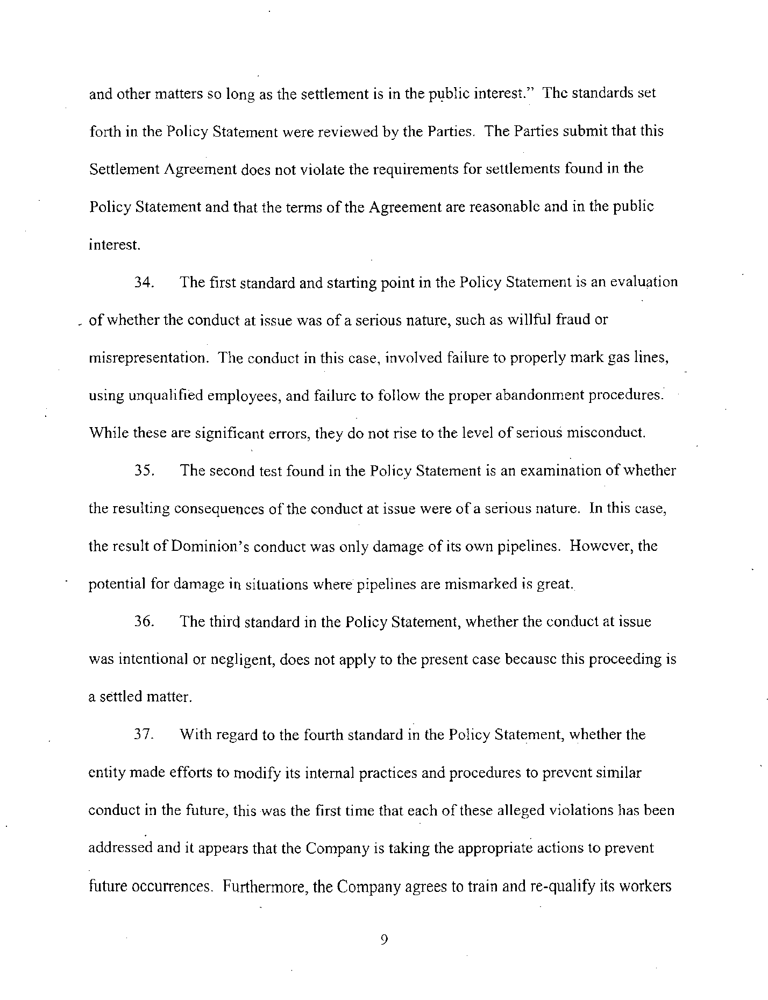 and other matters so long as the settlement is in the public interest.” The standards set
forth in the Policy Statement were reviewed by the Parties. The Parties submit that this
Settlement Agreement does not violate the requirements for settlements found in the
Policy Statement and that the terms of the Agreement are reasonable and in the public
interest.
34. The first standard and starting point in the Policy Statement is an evaluation
of whether the conduct at issue was of a serious nature, such as willful fraud or
misrepresentation. The conduct in this case, involved failure to properly mark gas lines,
using unqualified employees, and failure to follow the proper abandonment procedures.
While these are significant errors, they do not rise to the level of serious misconduct.
35. The second test found in the Policy Statement is an examination of whether
the resulting consequences of the conduct at issue were of a serious nature. In this case,
the result of Dominion’s conduct was only damage of its own pipelines. However, the
potential for damage in situations where pipelines are mismarked is great.
36. The third standard in the Policy Statement, whether the conduct at issue
was intentional or negligent, does not apply to the present case because this proceeding is
a settled matter.
37. With regard to the fourth standard in the Policy Statement, whether the
entity made efforts to modify its internal practices and procedures to prevent similar
conduct in the future, this was the first time that each of these alleged violations has been
addressed and it appears that the Company is taking the appropriate actions to prevent
future occurrences. Furthermore, the Company agrees to train and re-qualify its workers
9